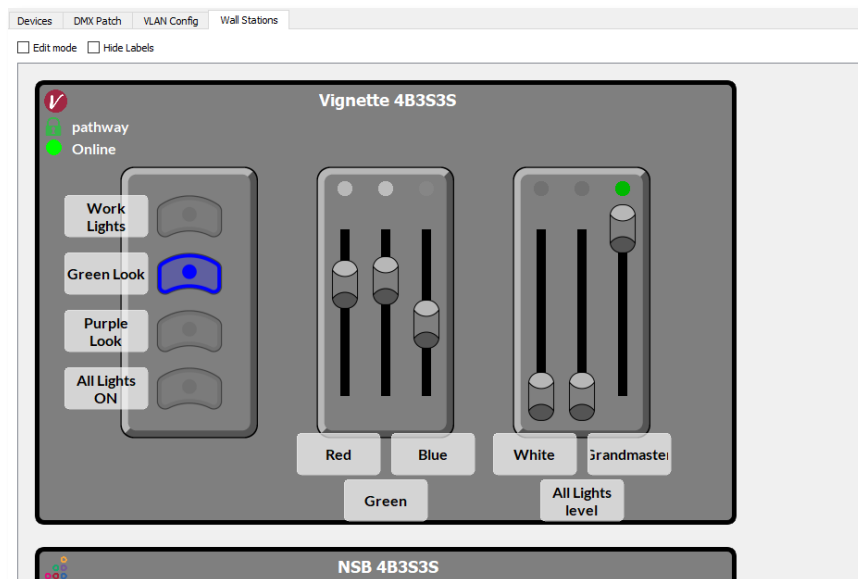 Devices DMX Patch VLAN Config Wall Stations
Edit mode Hide Labels
Vignette 4B3S3S
pathway
Online
Work
Lights
Green Look
Purple
Look
All Lights
ON
Red Blue White Grandmaster
Green All Lights
level
NSB 4B3S3S